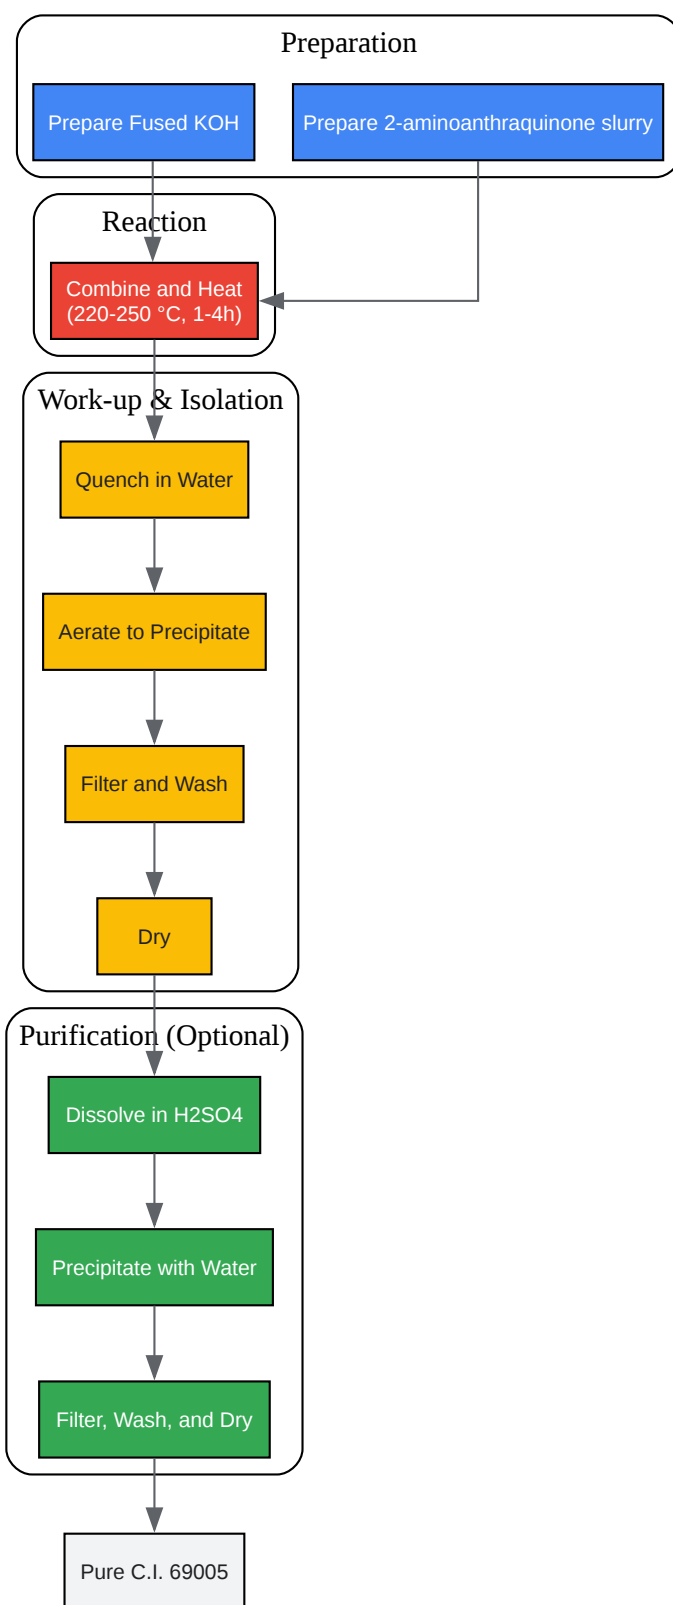 Preparation
Prepare Fused KOH
Prepare 2-aminoanthraquinone slurry
Reaction
Combine and Heat
(220-250 °C, 1-4h)
Work-up & Isolation
Quench in Water
Aerate to Precipitate
Filter and Wash
Dry
Purification (Optional)
Dissolve in H2SO4
Precipitate with Water
Filter, Wash, and Dry
Pure C.I. 69005